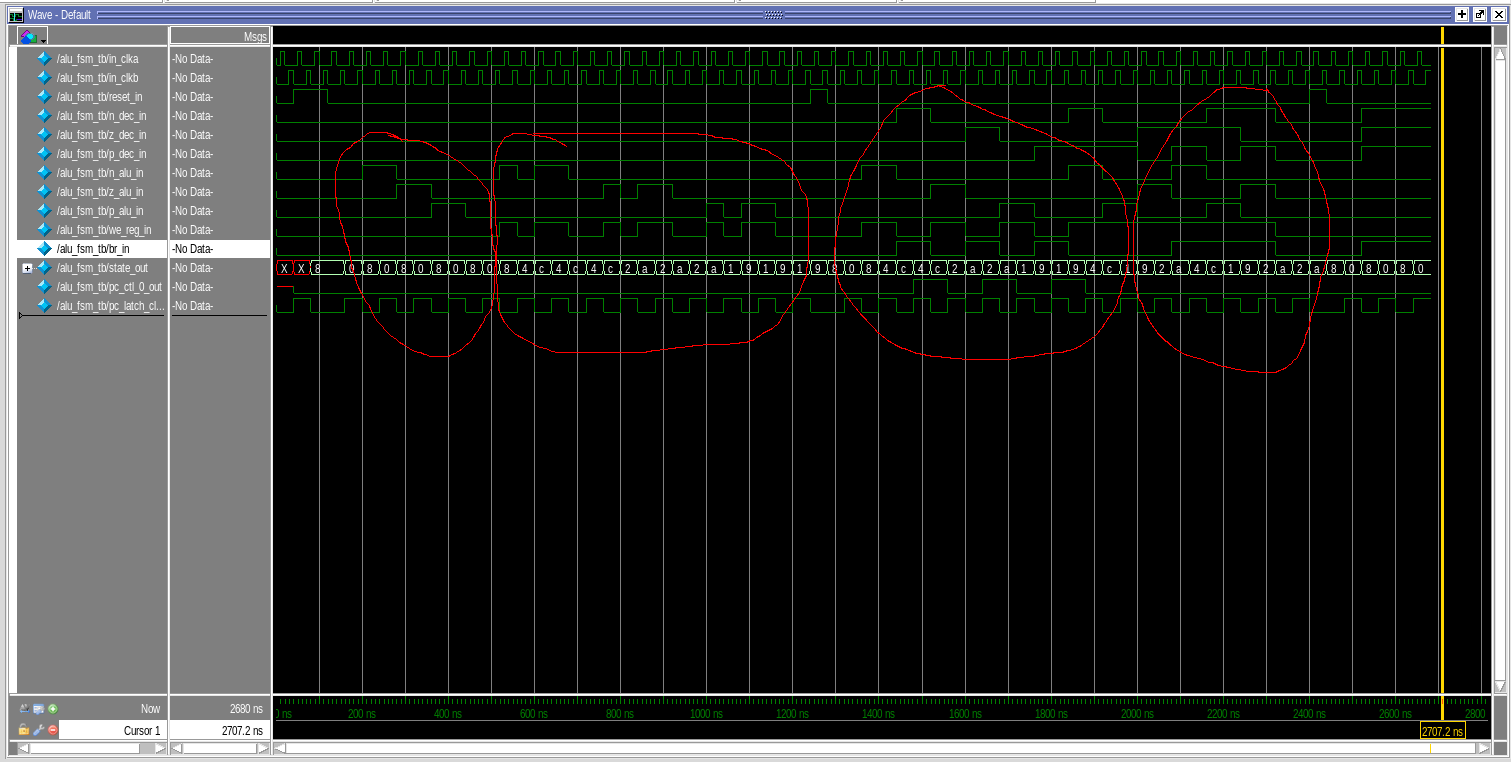 Wave - Default
Msgs
/alu_fsm_tb/in_clka -No Data-
/alu_fsm_tb/in_clkb -No Data-
/alu_fsm_tb/reset_in -No Data-
/alu_fsm_tb/n_dec_in -No Data-
/alu_fsm_tb/z_dec_in -No Data-
/alu_fsm_tb/p_dec_in -No Data-
/alu_fsm_tb/n_alu_in -No Data-
/alu_fsm_tb/z_alu_in -No Data-
/alu_fsm_tb/p_alu_in -No Data-
/alu_fsm_tb/we_reg_in -No Data-
/alu_fsm_tb/br_in -No Data-
/alu_fsm_tb/state_out -No Data- X X 8 0 8 0 8 0 8 0 8 4 c 4 c 4 c 2 a 2 a 2 a 1 9 1 9 1 9 8 0 8 4 c 4 c 2 a 2 a 1 9 1 9 4 c 1 9 2 a 4 c 1 9 2 a 2 a 8 0 8 0 8 0
/alu_fsm_tb/pc_ctl_0_out -No Data-
/alu_fsm_tb/pc_latch_cl... -No Data-
Now 2680 ns 0 ns 200 ns 400 ns 600 ns 800 ns 1000 ns 1200 ns 1400 ns 1600 ns 1800 ns 2000 ns 2200 ns 2400 ns 2600 ns 2800
Cursor 1 2707.2 ns 2707.2 ns